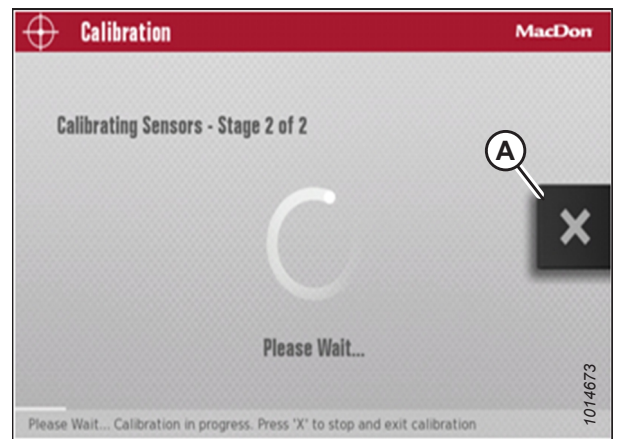 Calibration
MacDon
Calibrating Sensors - Stage 2 of 2
A
X
Please Wait...
Please Wait... Calibration in progress. Press 'X' to stop and exit calibration
1014673